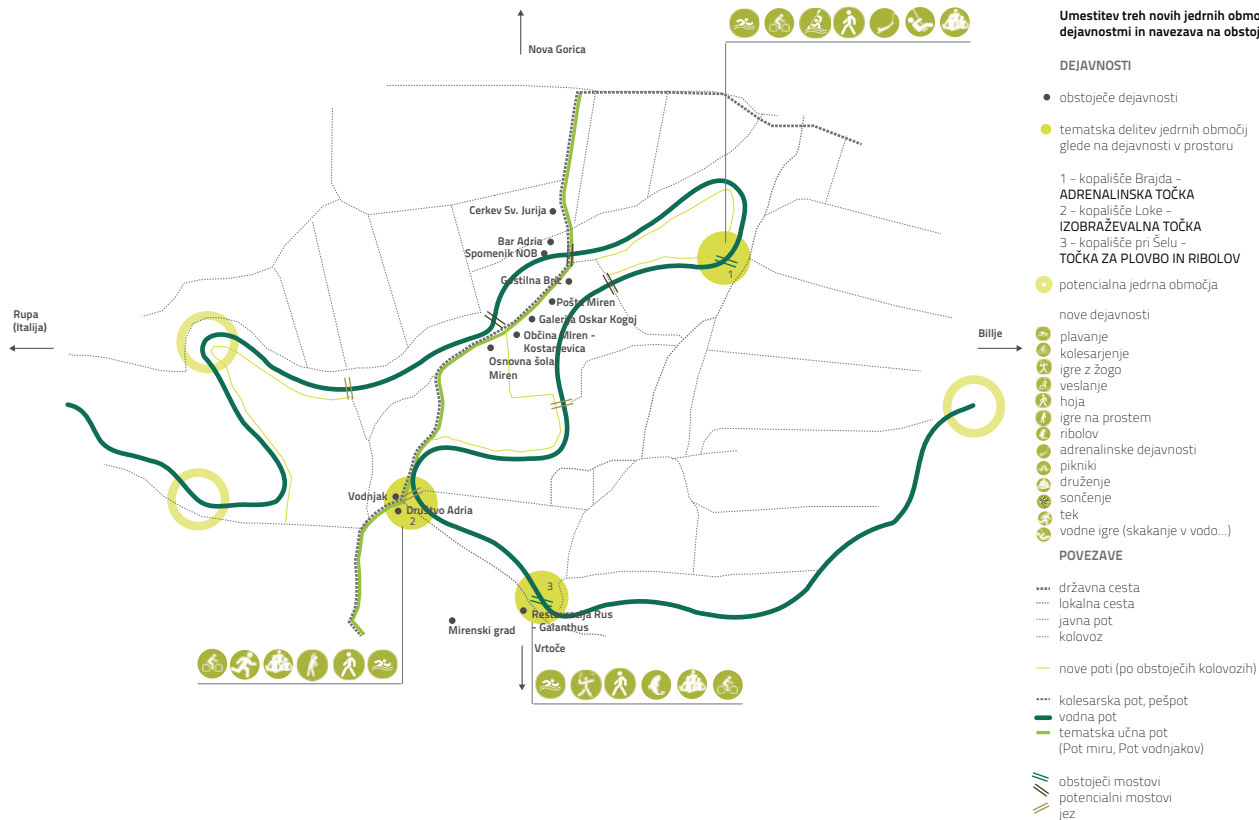 Umestitev treh novih jedrnih obmo
dejavnostmi in navezava na obstoj
DEJAVNOSTI
obstoječe dejavnosti
tematska delitev jedrnih območij
glede na dejavnosti v prostoru
1 - kopališče Brajda -
ADRENALINSKA TOČKA
2 - kopališče Loke -
IZOBRAŽEVALNA TOČKA
3 - kopališče pri Šelu -
TOČKA ZA PLOVBO IN RIBOLOV
potencialna jedrna območja
nove dejavnosti
plavanje
kolesarjenje
igre z žogo
veslanje
hoja
igre na prostem
ribolov
adrenalinske dejavnosti
pikniki
druženje
sončenje
tek
vodne igre (skakanje v vodo...)
POVEZAVE
državna cesta
lokalna cesta
javna pot
kolovoz
nove poti (po obstoječih kolovozih)
kolesarska pot, pešpot
vodna pot
tematska učna pot
(Pot miru, Pot vodnjakov)
obstoječi mostovi
potencialni mostovi
jez
Nova Gorica
Cerkev Sv. Jurija
Bar Adria
Spomenik NOB
Gostilna Brič
1
Pošta Miren
Galerija Oskar Kogoj
Občina MIren -
Kostanjevica
Osnovna šola
Miren
Rupa
(Italija)
Bilje
Vodnjak
Društvo Adria
2
3
Restavracija Rus
- Galanthus
Mirenski grad
Vrtoče